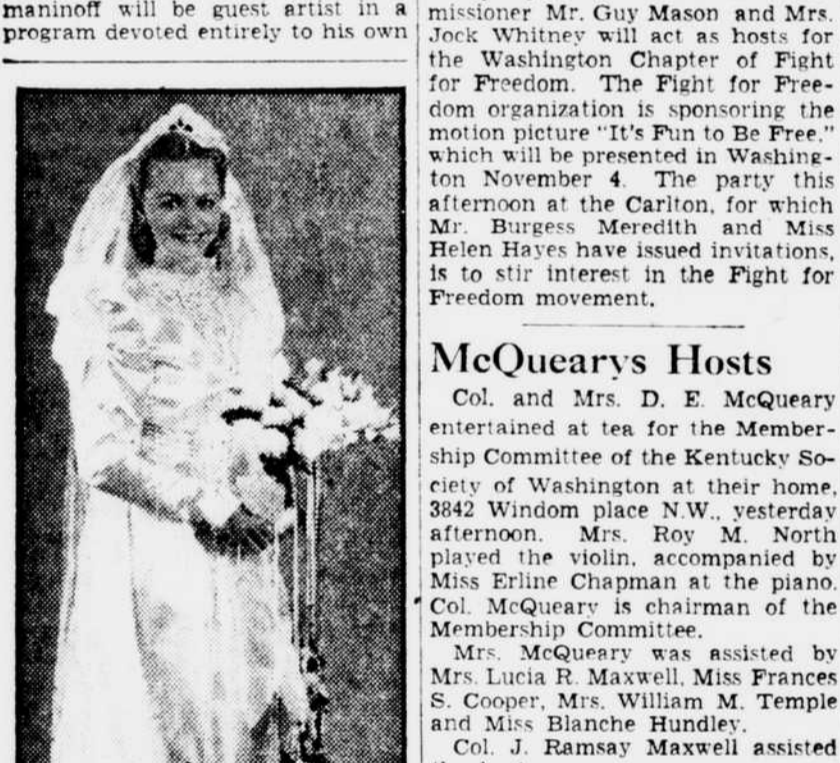 maninoff will be guest artist in a
program devoted entirely to his own
missioner Mr. Guy Mason and Mrs.
Jock Whitney will act as hosts for
the Washington Chapter of Fight
for Freedom. The Fight for Free-
dom organization is sponsoring the
motion picture "It's Fun to Be Free,"
which will be presented in Washing-
ton November 4. The party this
afternoon at the Carlton, for which
Mr. Burgess Meredith and Miss
Helen Hayes have issued invitations,
is to stir interest in the Fight for
Freedom movement.
McQuearys Hosts
Col. and Mrs. D. E. McQueary
entertained at tea for the Member-
ship Committee of the Kentucky So-
ciety of Washington at their home,
3842 Windom place N.W., yesterday
afternoon. Mrs. Roy M. North
played the violin, accompanied by
Miss Erline Chapman at the piano.
Col. McQueary is chairman of the
Membership Committee.
Mrs. McQueary was assisted by
Mrs. Lucia R. Maxwell, Miss Frances
S. Cooper, Mrs. William M. Temple
and Miss Blanche Hundley.
Col. J. Ramsay Maxwell assisted